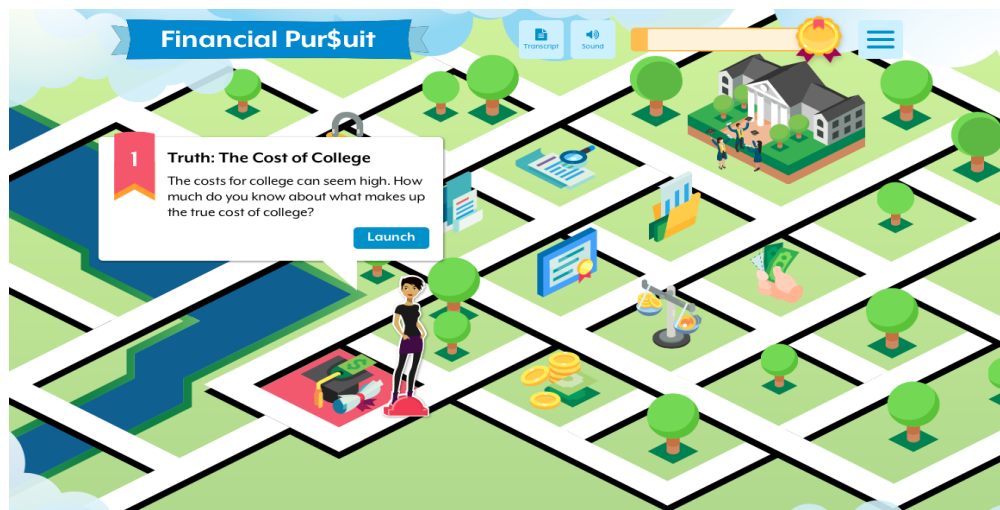 Financial Pur$uit
Transcript
Sound
1
Truth: The Cost of College
The costs for college can seem high. How
much do you know about what makes up
the true cost of college?
Launch